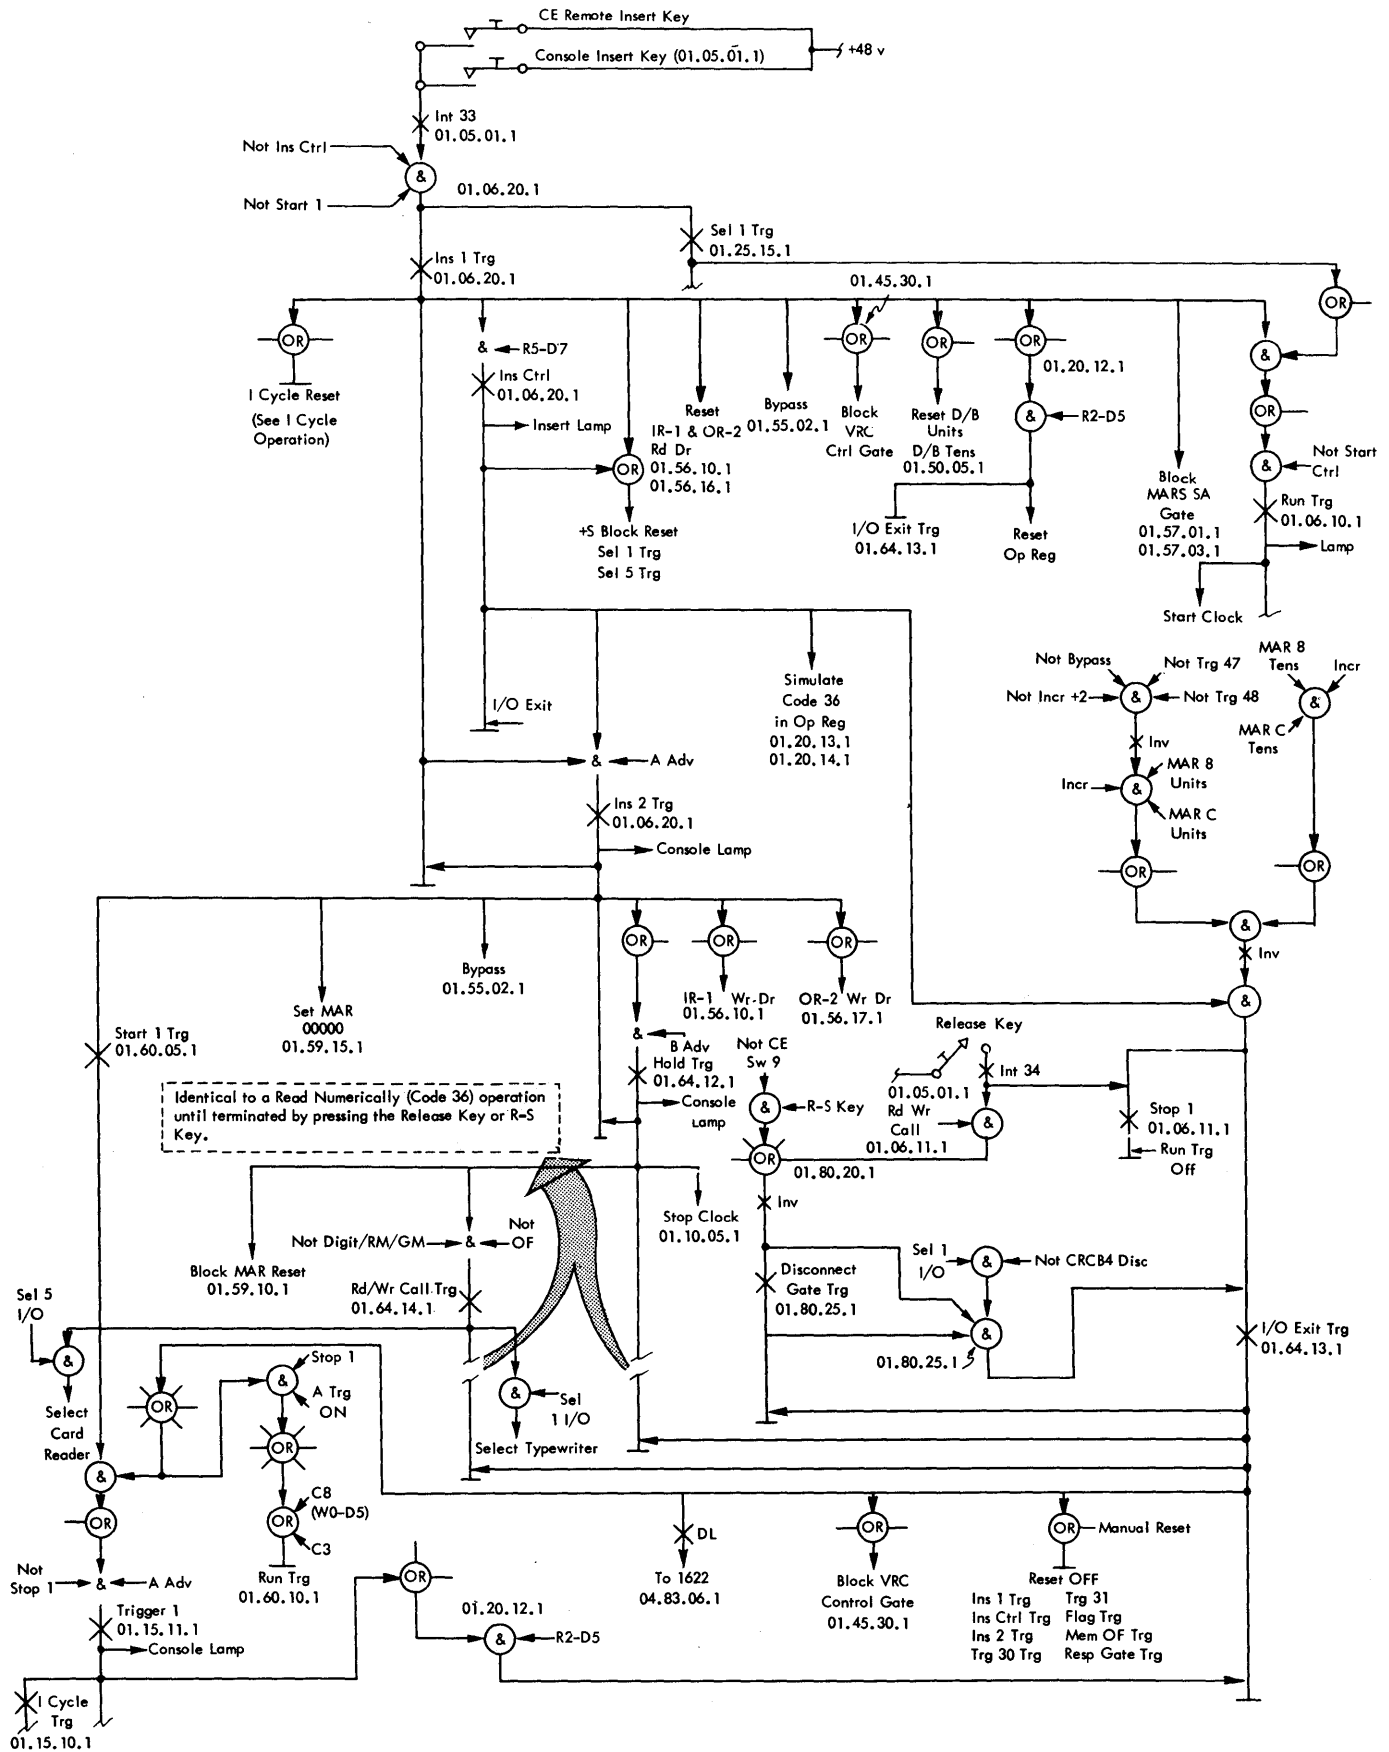 CE Remote Insert Key
Console Insert Key (01.05.01.1)
+48 v
Int 33
01.05.01.1
Not Ins Ctrl
&
01.06.20.1
Not Start 1
Sel 1 Trg
01.25.15.1
Ins 1 Trg
01.06.20.1
01.45.30.1
OR
OR
& R5-D7
OR
OR
OR
01.20.12.1
&
I Cycle Reset
(See I Cycle
Operation)
Ins Ctrl
01.06.20.1
Insert Lamp
OR
+S Block Reset
Sel 1 Trg
Sel 5 Trg
Reset
IR-1 & OR-2
Rd Dr
01.56.10.1
01.56.16.1
Bypass
01.55.02.1
Block
VRC
Ctrl Gate
Reset D/B
Units
D/B Tens
01.50.05.1
& R2-D5
I/O Exit Trg
01.64.13.1
Reset
Op Reg
Block
MARS SA
Gate
01.57.01.1
01.57.03.1
OR
&
Not Start
Ctrl
Run Trg
01.06.10.1
Lamp
Start Clock
I/O Exit
Simulate
Code 36
in Op Reg
01.20.13.1
01.20.14.1
Not Bypass
Not Trg 47
Not Incr +2
&
Not Trg 48
Inv
Incr
&
MAR 8
Units
MAR C
Units
OR
MAR 8
Tens
Incr
&
MAR C
Tens
OR
&
Inv
&
& A Adv
Ins 2 Trg
01.06.20.1
Console Lamp
Start 1 Trg
01.60.05.1
Set MAR
00000
01.59.15.1
Bypass
01.55.02.1
OR
OR
OR
IR-1 Wr Dr
01.56.10.1
OR-2 Wr Dr
01.56.17.1
&
B Adv
Hold Trg
01.64.12.1
Console
Lamp
Not CE
Sw 9
& R-S Key
OR
01.80.20.1
Inv
Release Key
01.05.01.1
Int 34
Rd Wr
Call
01.06.11.1
&
Stop 1
01.06.11.1
Run Trg
Off
Identical to a Read Numerically (Code 36) operation
until terminated by pressing the Release Key or R-S
Key.
Block MAR Reset
01.59.10.1
Not Digit/RM/GM
&
Not
OF
Stop Clock
01.10.05.1
Rd/Wr Call Trg
01.64.14.1
Disconnect
Gate Trg
01.80.25.1
Sel 1
I/O
&
Not CRCB4 Disc
&
01.80.25.1
I/O Exit Trg
01.64.13.1
Sel 5
I/O
&
Select
Card
Reader
OR
&
Stop 1
A Trg
ON
OR
& Sel
1 I/O
Select Typewriter
&
OR
OR
C8
(W0-D5)
C3
Run Trg
01.60.10.1
Not
Stop 1
& A Adv
Trigger 1
01.15.11.1
Console Lamp
I Cycle
Trg
01.15.10.1
OR
01.20.12.1
& R2-D5
DL
To 1622
04.83.06.1
OR
Block VRC
Control Gate
01.45.30.1
OR Manual Reset
Reset OFF
Ins 1 Trg Trg 31
Ins Ctrl Trg Flag Trg
Ins 2 Trg Mem OF Trg
Trg 30 Trg Resp Gate Trg